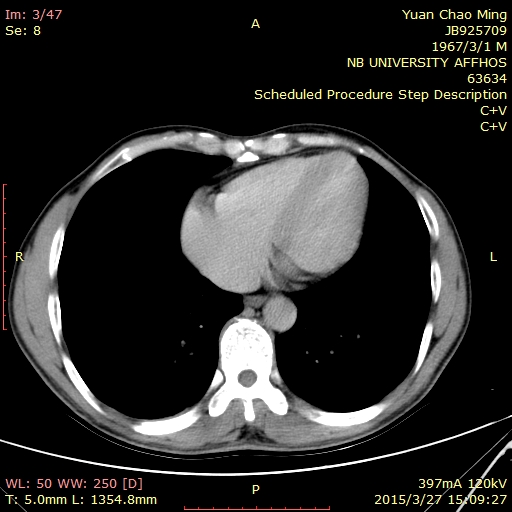 Im: 3/47
Se: 8
A
Yuan Chao Ming
JB925709
1967/3/1 M
NB UNIVERSITY AFFHOS
63634
Scheduled Procedure Step Description
C+V
C+V
R
L
WL: 50 WW: 250 [D]
T: 5.0mm L: 1354.8mm
P
397mA 120kV
2015/3/27 15:09:27